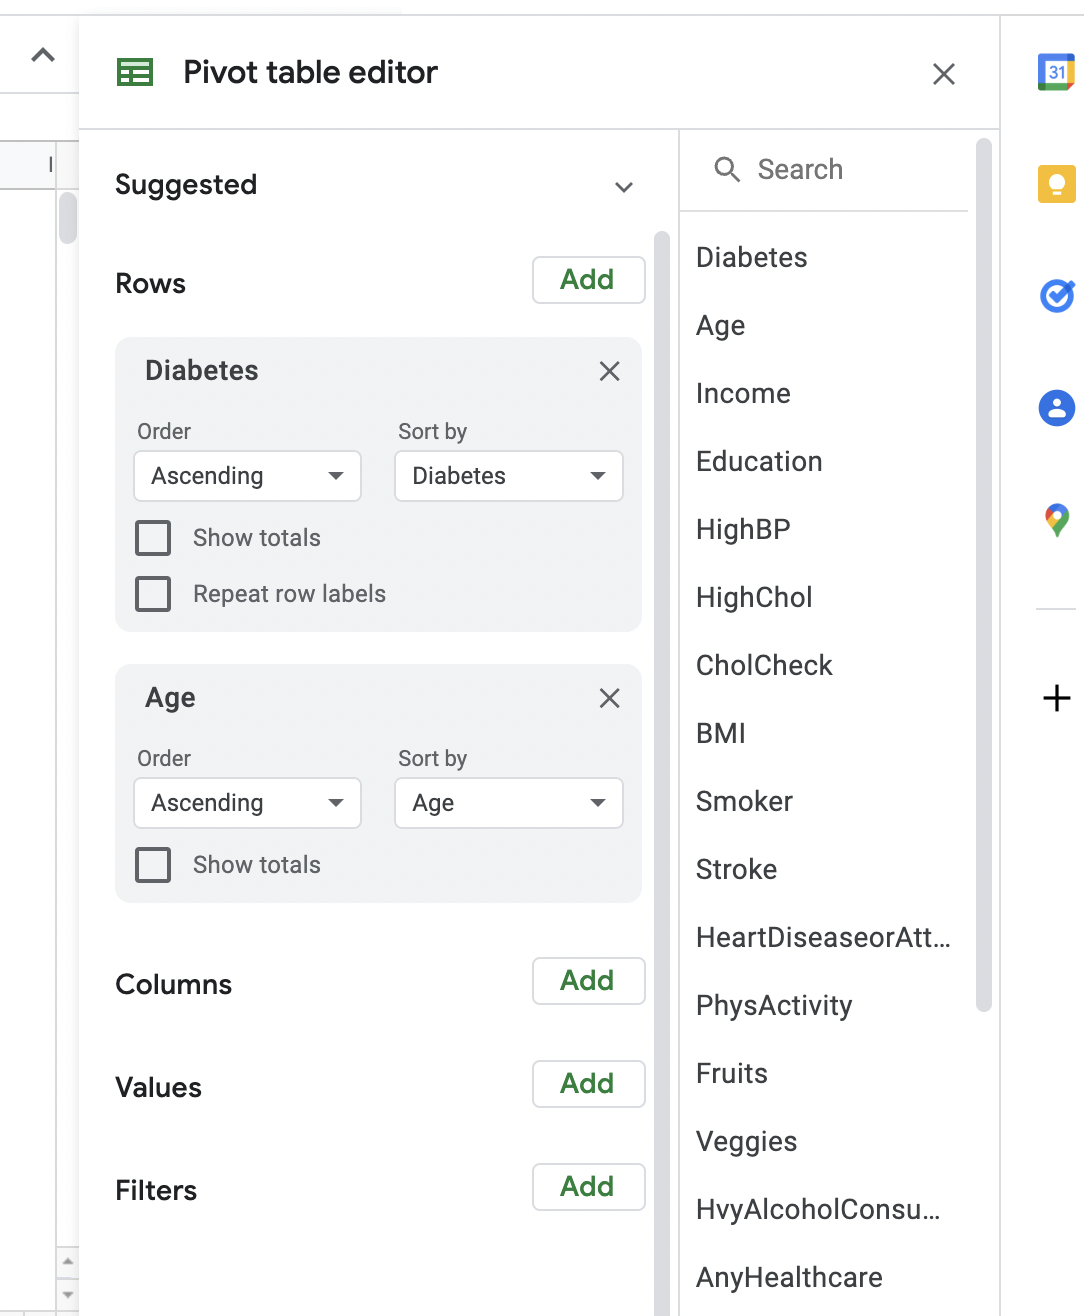 Pivot table editor
Suggested
Rows
Add
Diabetes
Order
Sort by
Ascending
Diabetes
Show totals
Repeat row labels
Age
Order
Sort by
Ascending
Age
Show totals
Columns
Add
Values
Add
Filters
Add
Search
Diabetes
Age
Income
Education
HighBP
HighChol
CholCheck
BMI
Smoker
Stroke
HeartDiseaseorAtt...
PhysActivity
Fruits
Veggies
HvyAlcoholConsu...
AnyHealthcare
31